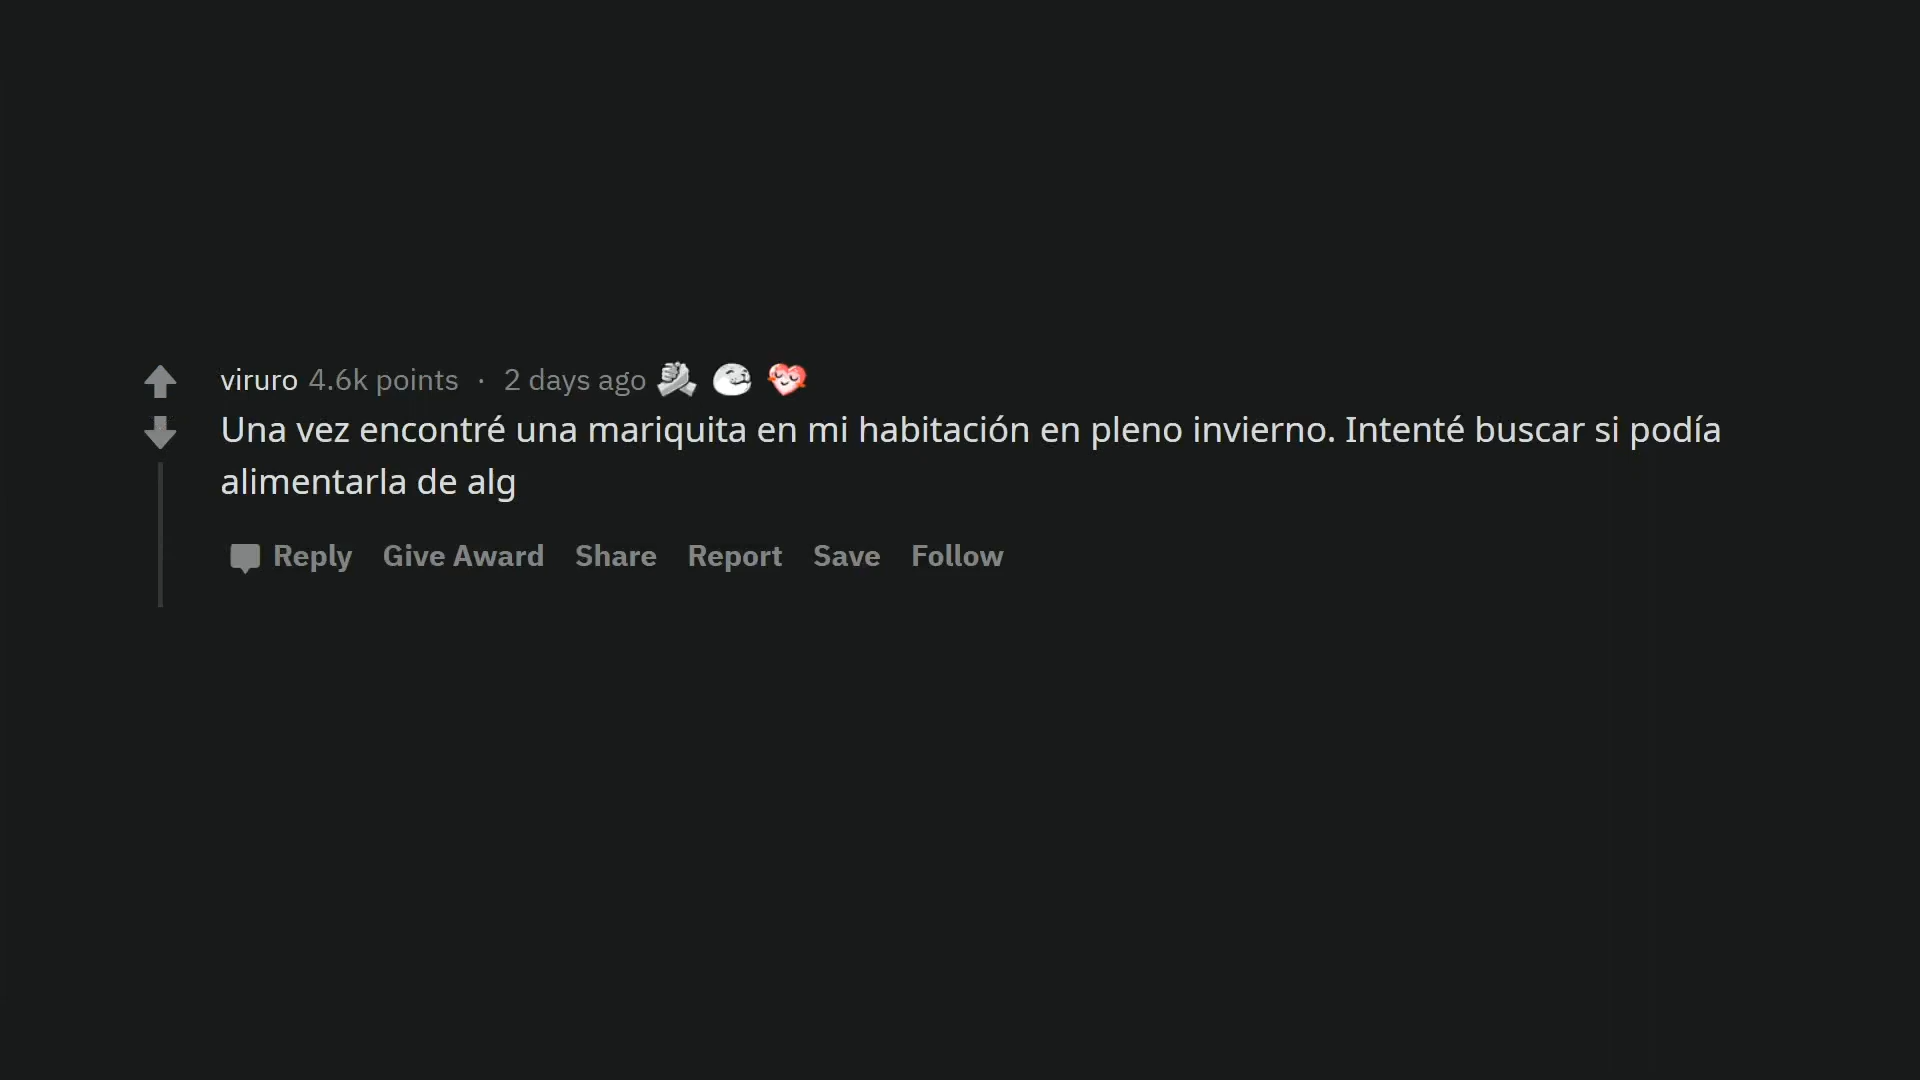 viruro 4.6k points · 2 days ago
Una vez encontré una mariquita en mi habitación en pleno invierno. Intenté buscar si podía
alimentarla de alg
Reply Give Award Share Report Save Follow